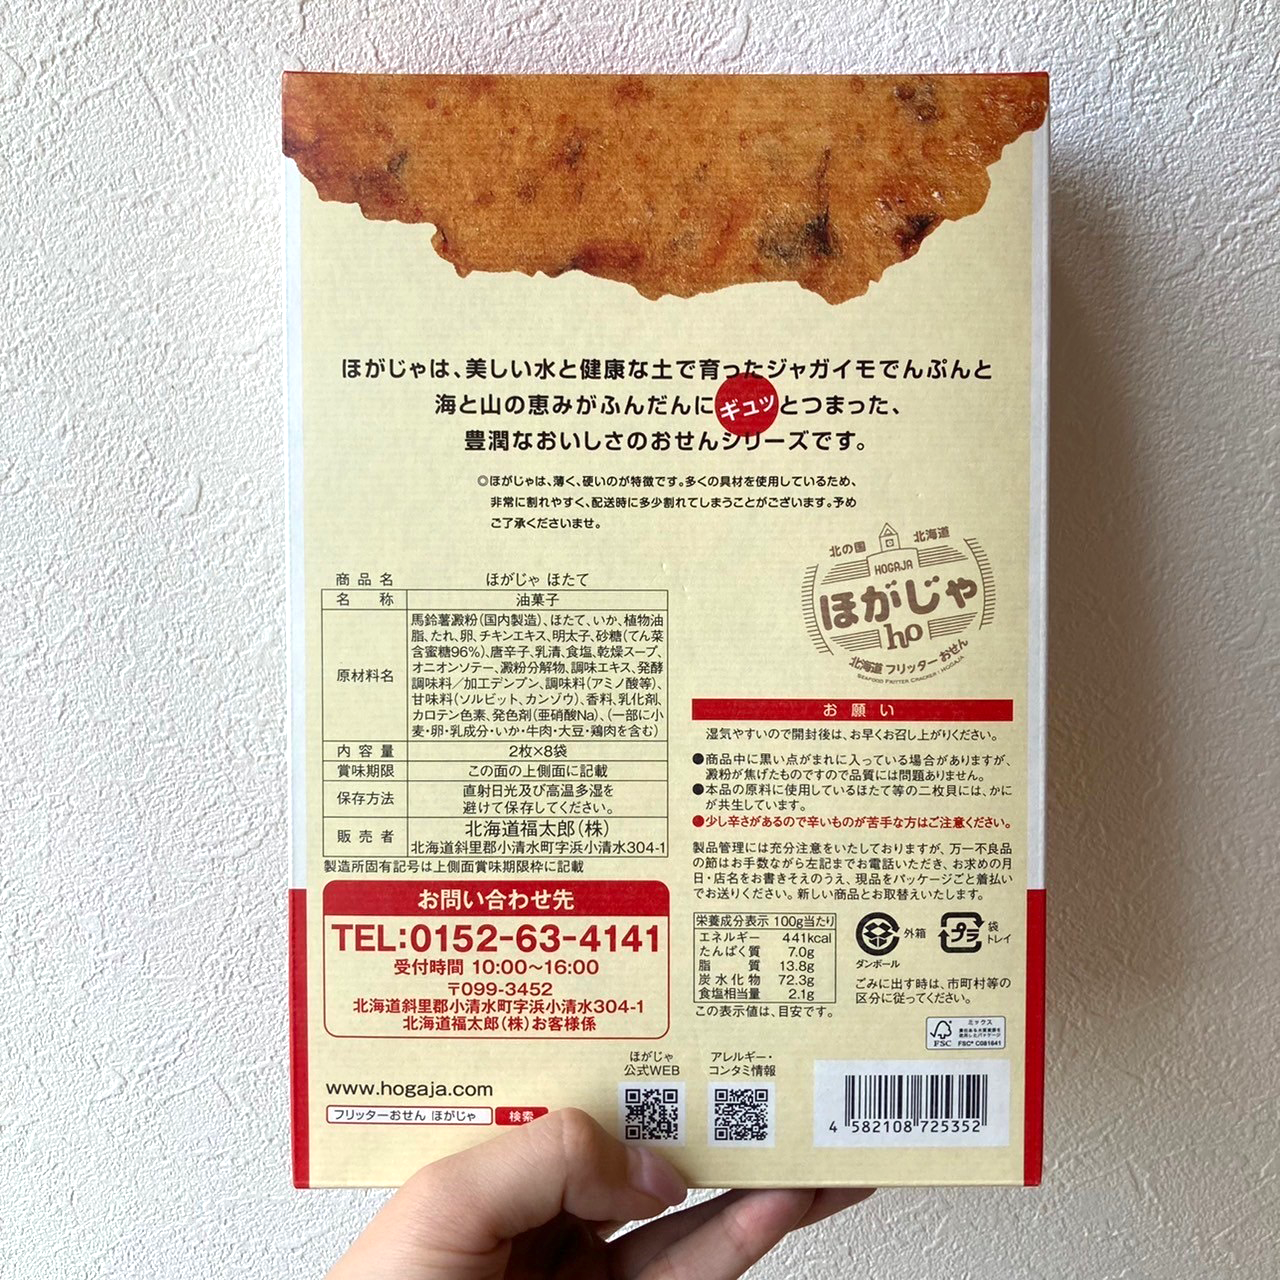 ほがじゃは、美しい水と健康な土で育ったジャガイモでんぷんと
海と山の恵みがふんだんにギュッとつまった、
豊潤なおいしさのおせんシリーズです。
◎ほがじゃは、薄く、硬いのが特徴です。多くの具材を使用しているため、
非常に割れやすく、配送時に多少割れてしまうことがございます。予め
ご了承くださいませ。
北の国 北海道
HOGAJA
ほがじゃ
ho
北海道 フリッターおせん
SEAFOOD FRITTER CRACKER / HOGAJA
商品名 ほがじゃ ほたて
名称 油菓子
原材料名
馬鈴薯澱粉(国内製造)、ほたて、いか、植物油
脂、たれ、卵、チキンエキス、明太子、砂糖(てん菜
含蜜糖96%)、唐辛子、乳清、食塩、乾燥スープ、
オニオンソテー、澱粉分解物、調味エキス、発酵
調味料/加工デンプン、調味料(アミノ酸等)、
甘味料(ソルビット、カンゾウ)、香料、乳化剤、
カロテン色素、発色剤(亜硝酸Na)、(一部に小
麦・卵・乳成分・いか・牛肉・大豆・鶏肉を含む)
内容量 2枚×8袋
賞味期限 この面の上側面に記載
保存方法 直射日光及び高温多湿を
避けて保存してください。
販売者 北海道福太郎(株)
北海道斜里郡小清水町字浜小清水304-1
製造所固有記号は上側面賞味期限枠に記載
お問い合わせ先
TEL:0152-63-4141
受付時間 10:00〜16:00
〒099-3452
北海道斜里郡小清水町字浜小清水304-1
北海道福太郎(株)お客様係
www.hogaja.com
フリッターおせん ほがじゃ 検索
お願い
湿気やすいので開封後は、お早くお召し上がりください。
●商品中に黒い点がまれに入っている場合がありますが、
澱粉が焦げたものですので品質には問題ありません。
●本品の原料に使用しているほたて等の二枚貝には、かに
が共生しています。
●少し辛さがあるので辛いものが苦手な方はご注意ください。
製品管理には充分注意をいたしておりますが、万一不良品
の節はお手数ながら左記までお電話いただき、お求めの月
日・店名をお書きそえのうえ、現品をパッケージごと着払い
でお送りください。新しい商品とお取替えいたします。
栄養成分表示 100g当たり
エネルギー 441kcal
たんぱく質 7.0g
脂質 13.8g
炭水化物 72.3g
食塩相当量 2.1g
この表示値は、目安です。
外箱
ダンボール
プラ
袋
トレイ
ごみに出す時は、市町村等の
区分に従ってください。
FSC
ミックス
責任ある木質資源を
使用したパッケージ
FSC® C081641
ほがじゃ
公式WEB
アレルギー・
コンタミ情報
4 582108 725352